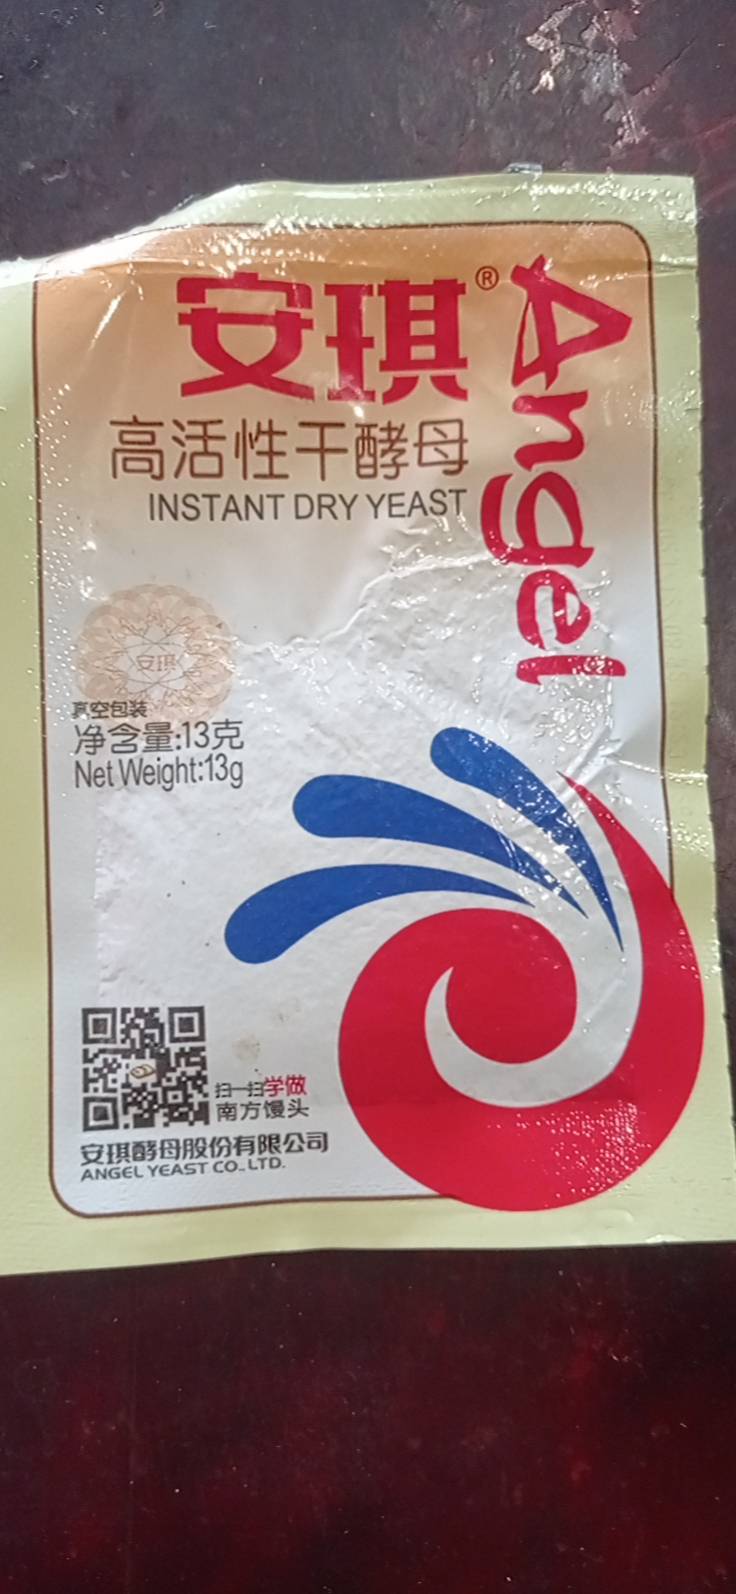 安琪®
Angel
高活性干酵母
INSTANT DRY YEAST
安琪
真空包装
净含量:13克
Net Weight:13g
扫一扫学做
南方馒头
安琪酵母股份有限公司
ANGEL YEAST CO.,LTD.